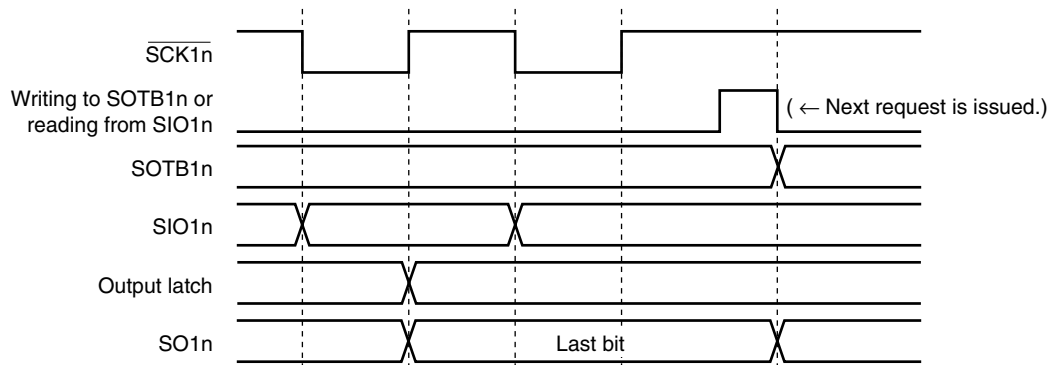 SCK1n
Writing to SOTB1n or
reading from SIO1n
( ← Next request is issued.)
SOTB1n
SIO1n
Output latch
SO1n
Last bit